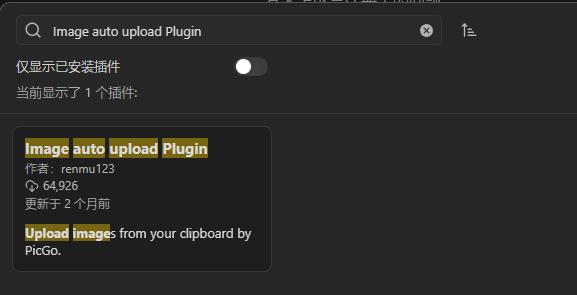 Image auto upload Plugin
仅显示已安装插件
当前显示了 1 个插件:
Image auto upload Plugin
作者：renmu123
64,926
更新于 2 个月前
Upload images from your clipboard by
PicGo.